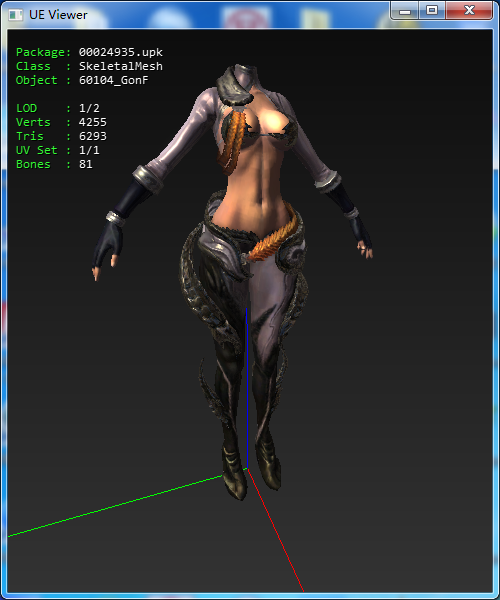 UE Viewer
Package: 00024935.upk
Class : SkeletalMesh
Object : 60104_GonF
LOD : 1/2
Verts : 4255
Tris : 6293
UV Set : 1/1
Bones : 81